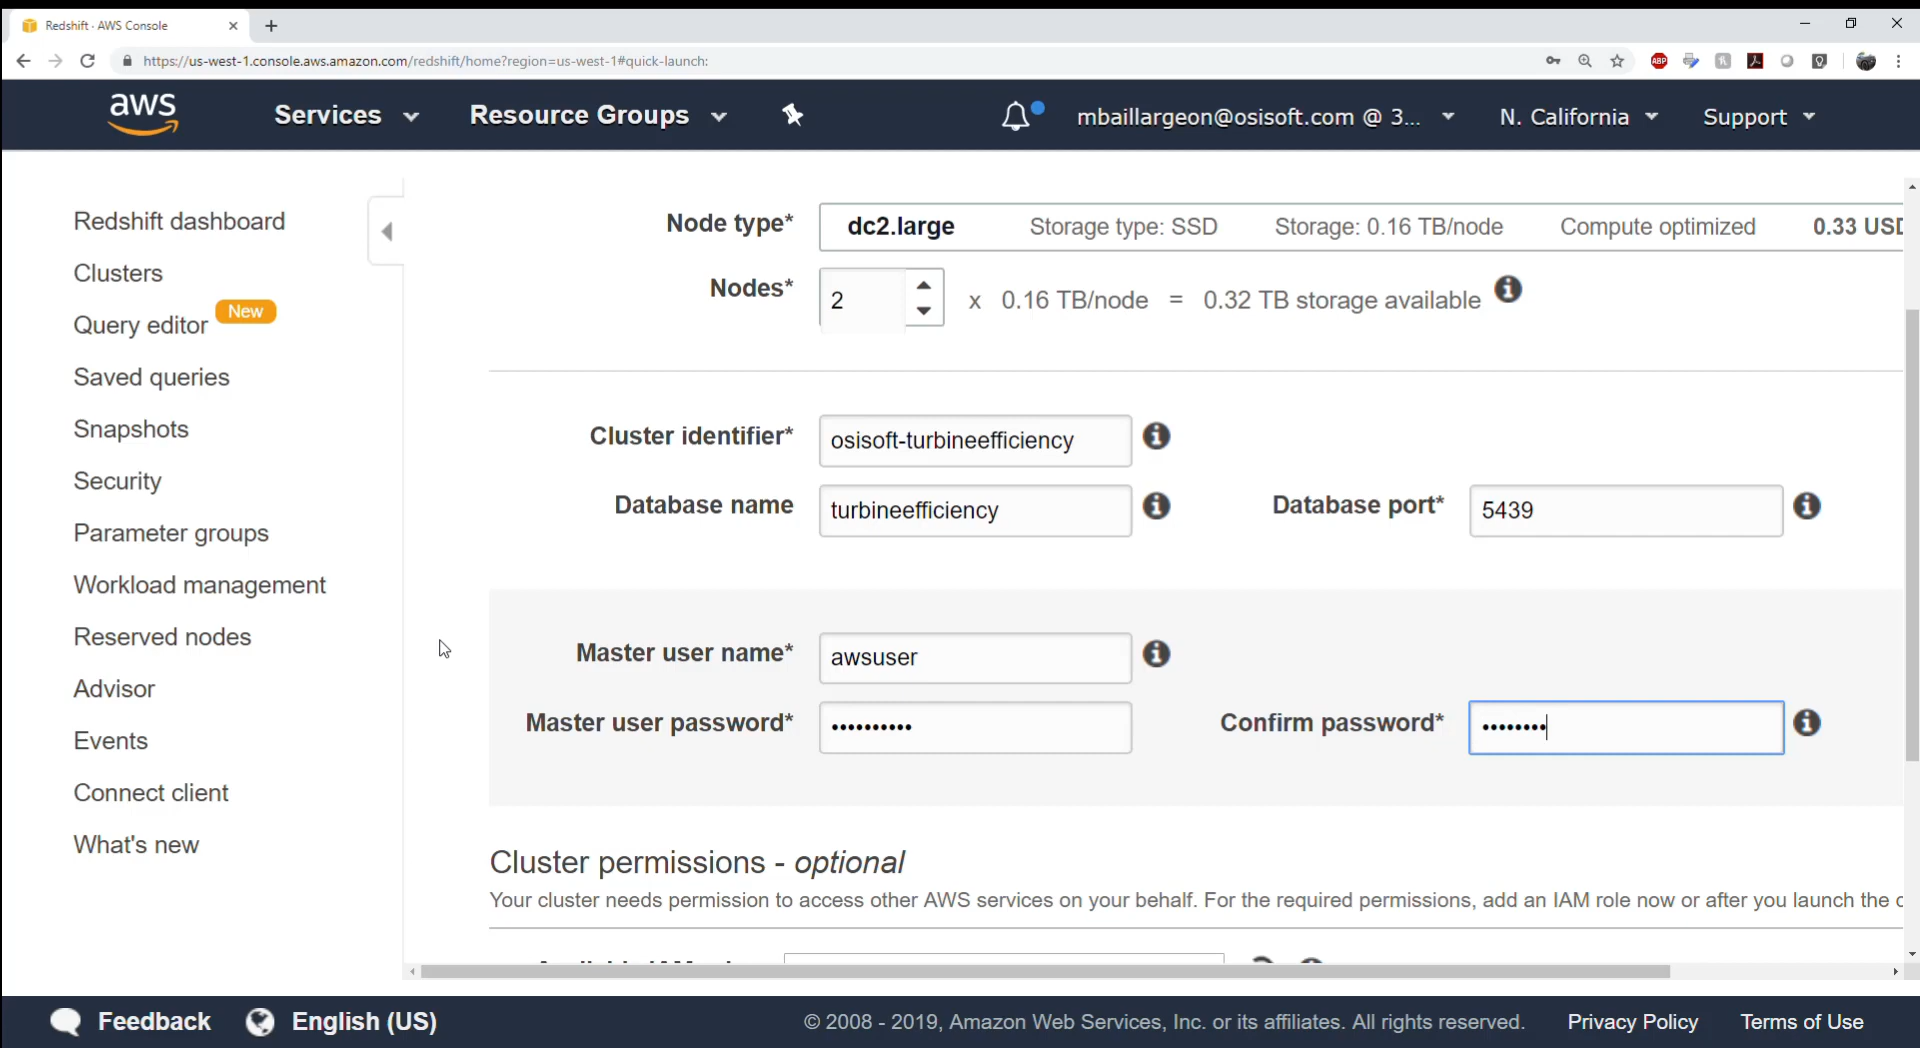 Redshift · AWS Console
https://us-west-1.console.aws.amazon.com/redshift/home?region=us-west-1#quick-launch:
aws Services Resource Groups mbaillargeon@osisoft.com @ 3... N. California Support
Redshift dashboard
Clusters
Query editor New
Saved queries
Snapshots
Security
Parameter groups
Workload management
Reserved nodes
Advisor
Events
Connect client
What's new
Node type* dc2.large Storage type: SSD Storage: 0.16 TB/node Compute optimized 0.33 USD
Nodes* 2 x 0.16 TB/node = 0.32 TB storage available
Cluster identifier* osisoft-turbineefficiency
Database name turbineefficiency Database port* 5439
Master user name* awsuser
Master user password* •••••••••• Confirm password* ••••••••
Cluster permissions - optional
Your cluster needs permission to access other AWS services on your behalf. For the required permissions, add an IAM role now or after you launch the
Feedback English (US) © 2008 - 2019, Amazon Web Services, Inc. or its affiliates. All rights reserved. Privacy Policy Terms of Use